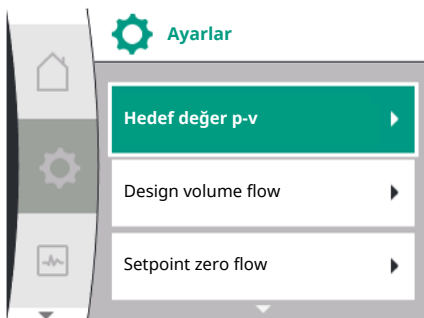 Ayarlar
Hedef değer p-v
Design volume flow
Setpoint zero flow